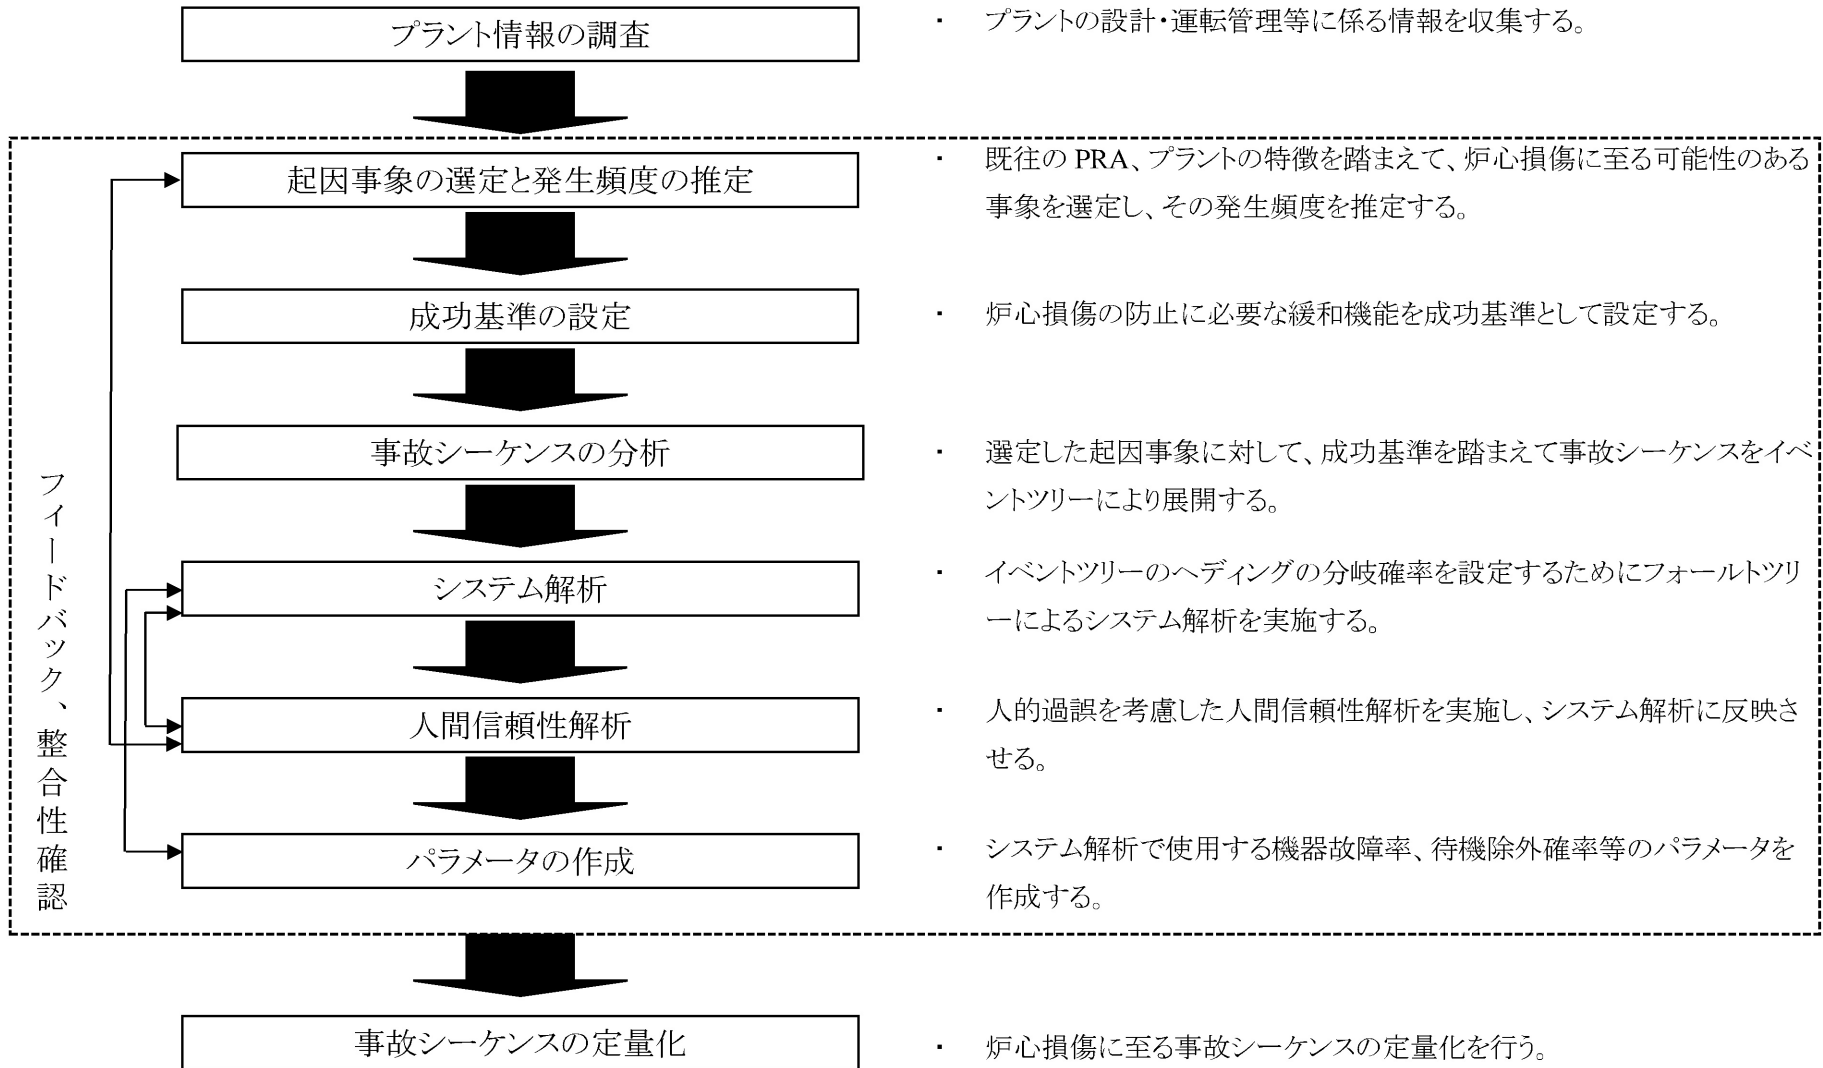 プラント情報の調査
・ プラントの設計・運転管理等に係る情報を収集する。
起因事象の選定と発生頻度の推定
・ 既往の PRA、プラントの特徴を踏まえて、炉心損傷に至る可能性のある
事象を選定し、その発生頻度を推定する。
成功基準の設定
・ 炉心損傷の防止に必要な緩和機能を成功基準として設定する。
事故シーケンスの分析
・ 選定した起因事象に対して、成功基準を踏まえて事故シーケンスをイベ
ントツリーにより展開する。
システム解析
・ イベントツリーのヘディングの分岐確率を設定するためにフォールトツリ
ーによるシステム解析を実施する。
人間信頼性解析
・ 人的過誤を考慮した人間信頼性解析を実施し、システム解析に反映さ
せる。
パラメータの作成
・ システム解析で使用する機器故障率、待機除外確率等のパラメータを
作成する。
フィードバック、整合性確認
事故シーケンスの定量化
・ 炉心損傷に至る事故シーケンスの定量化を行う。